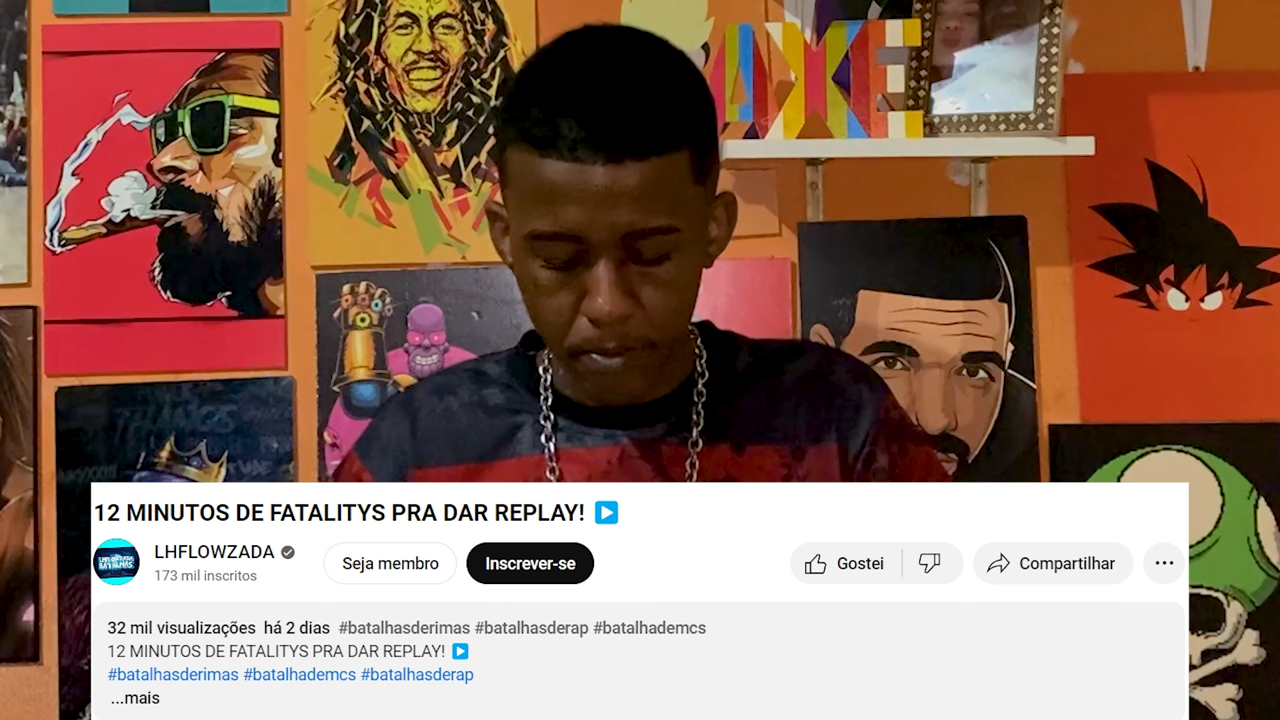 AXÉ
12 MINUTOS DE FATALITYS PRA DAR REPLAY! ▶️
LHFLOWZADA
173 mil inscritos
Seja membro
Inscrever-se
Gostei
Compartilhar
32 mil visualizações há 2 dias #batalhasderimas #batalhasderap #batalhademcs
12 MINUTOS DE FATALITYS PRA DAR REPLAY! ▶️
#batalhasderimas #batalhademcs #batalhasderap
...mais